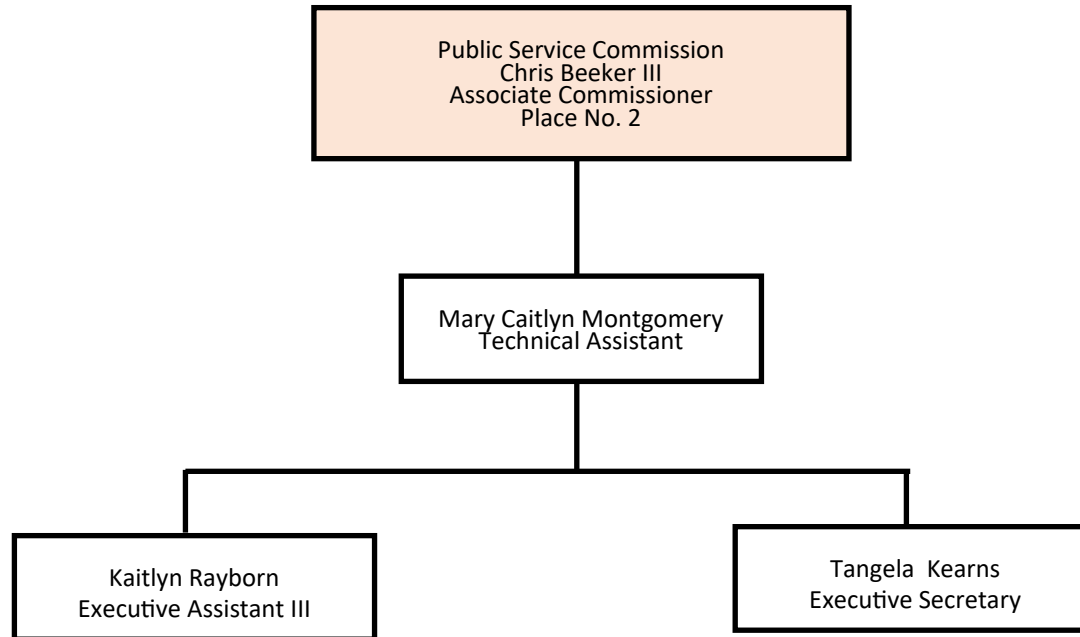 Public Service Commission
Chris Beeker III
Associate Commissioner
Place No. 2
Mary Caitlyn Montgomery
Technical Assistant
Kaitlyn Rayborn
Executive Assistant III
Tangela  Kearns
Executive Secretary